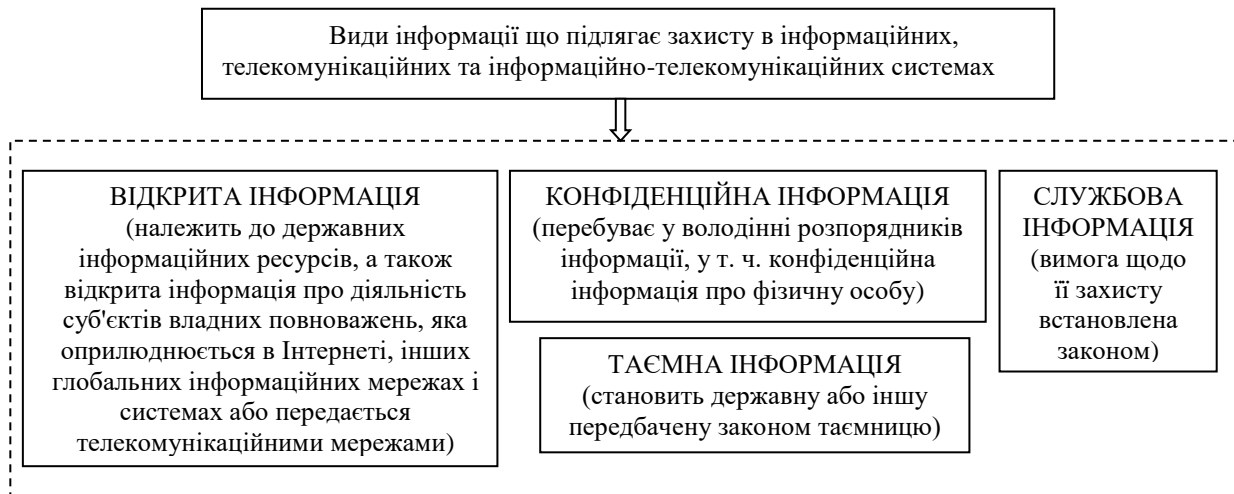 Види інформації що підлягає захисту в інформаційних,
телекомунікаційних та інформаційно-телекомунікаційних системах
ВІДКРИТА ІНФОРМАЦІЯ
(належить до державних
інформаційних ресурсів, а також
відкрита інформація про діяльність
суб'єктів владних повноважень, яка
оприлюднюється в Інтернеті, інших
глобальних інформаційних мережах і
системах або передається
телекомунікаційними мережами)
КОНФІДЕНЦІЙНА ІНФОРМАЦІЯ
(перебуває у володінні розпорядників
інформації, у т. ч. конфіденційна
інформація про фізичну особу)
ТАЄМНА ІНФОРМАЦІЯ
(становить державну або іншу
передбачену законом таємницю)
СЛУЖБОВА
ІНФОРМАЦІЯ
(вимога щодо
її захисту
встановлена
законом)